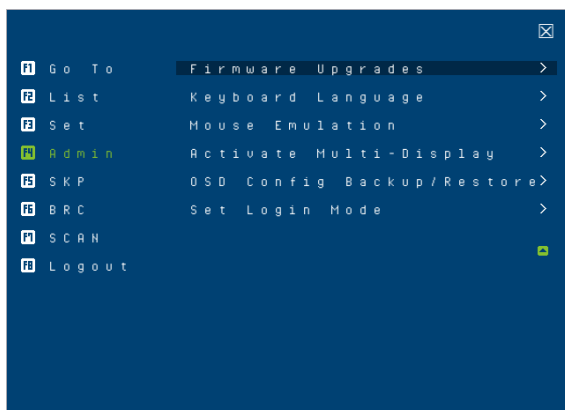 F1 Go To Firmware Upgrades >
F2 List Keyboard Language >
F3 Set Mouse Emulation >
F4 Admin Activate Multi-Display >
F5 SKP OSD Config Backup/Restore>
F6 BRC Set Login Mode >
F7 SCAN
F8 Logout